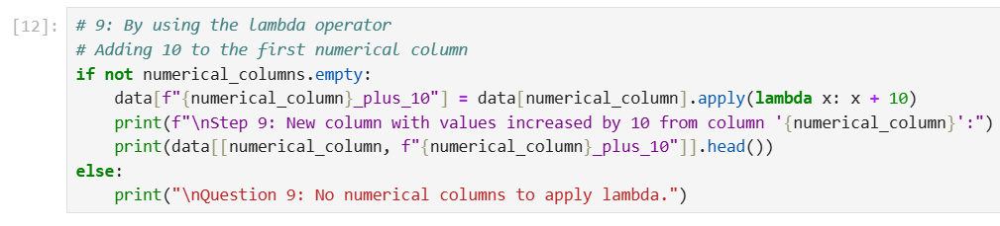 [12]: # 9: By using the lambda operator
# Adding 10 to the first numerical column
if not numerical_columns.empty:
    data[f"{numerical_column}_plus_10"] = data[numerical_column].apply(lambda x: x + 10)
    print(f"\nStep 9: New column with values increased by 10 from column '{numerical_column}':")
    print(data[[numerical_column, f"{numerical_column}_plus_10"]].head())
else:
    print("\nQuestion 9: No numerical columns to apply lambda.")